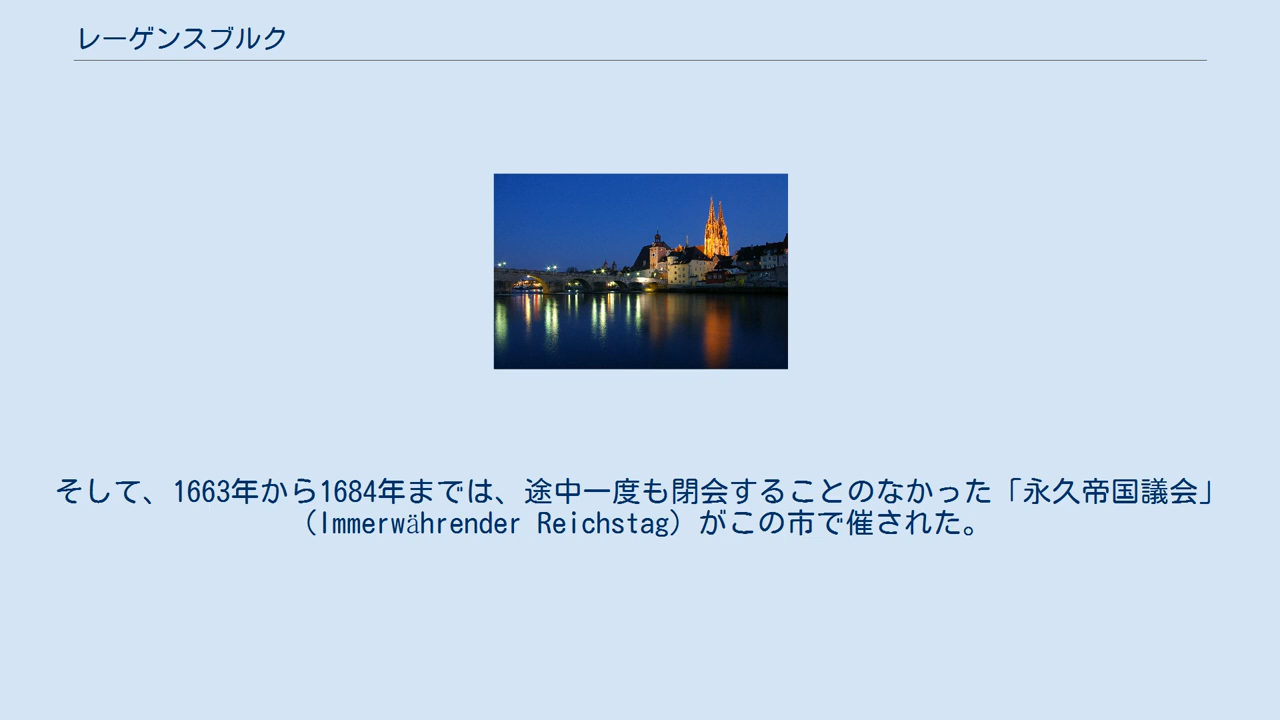 レーゲンスブルク
そして、1663年から1684年までは、途中一度も閉会することのなかった「永久帝国議会」
（Immerwährender Reichstag）がこの市で催された。